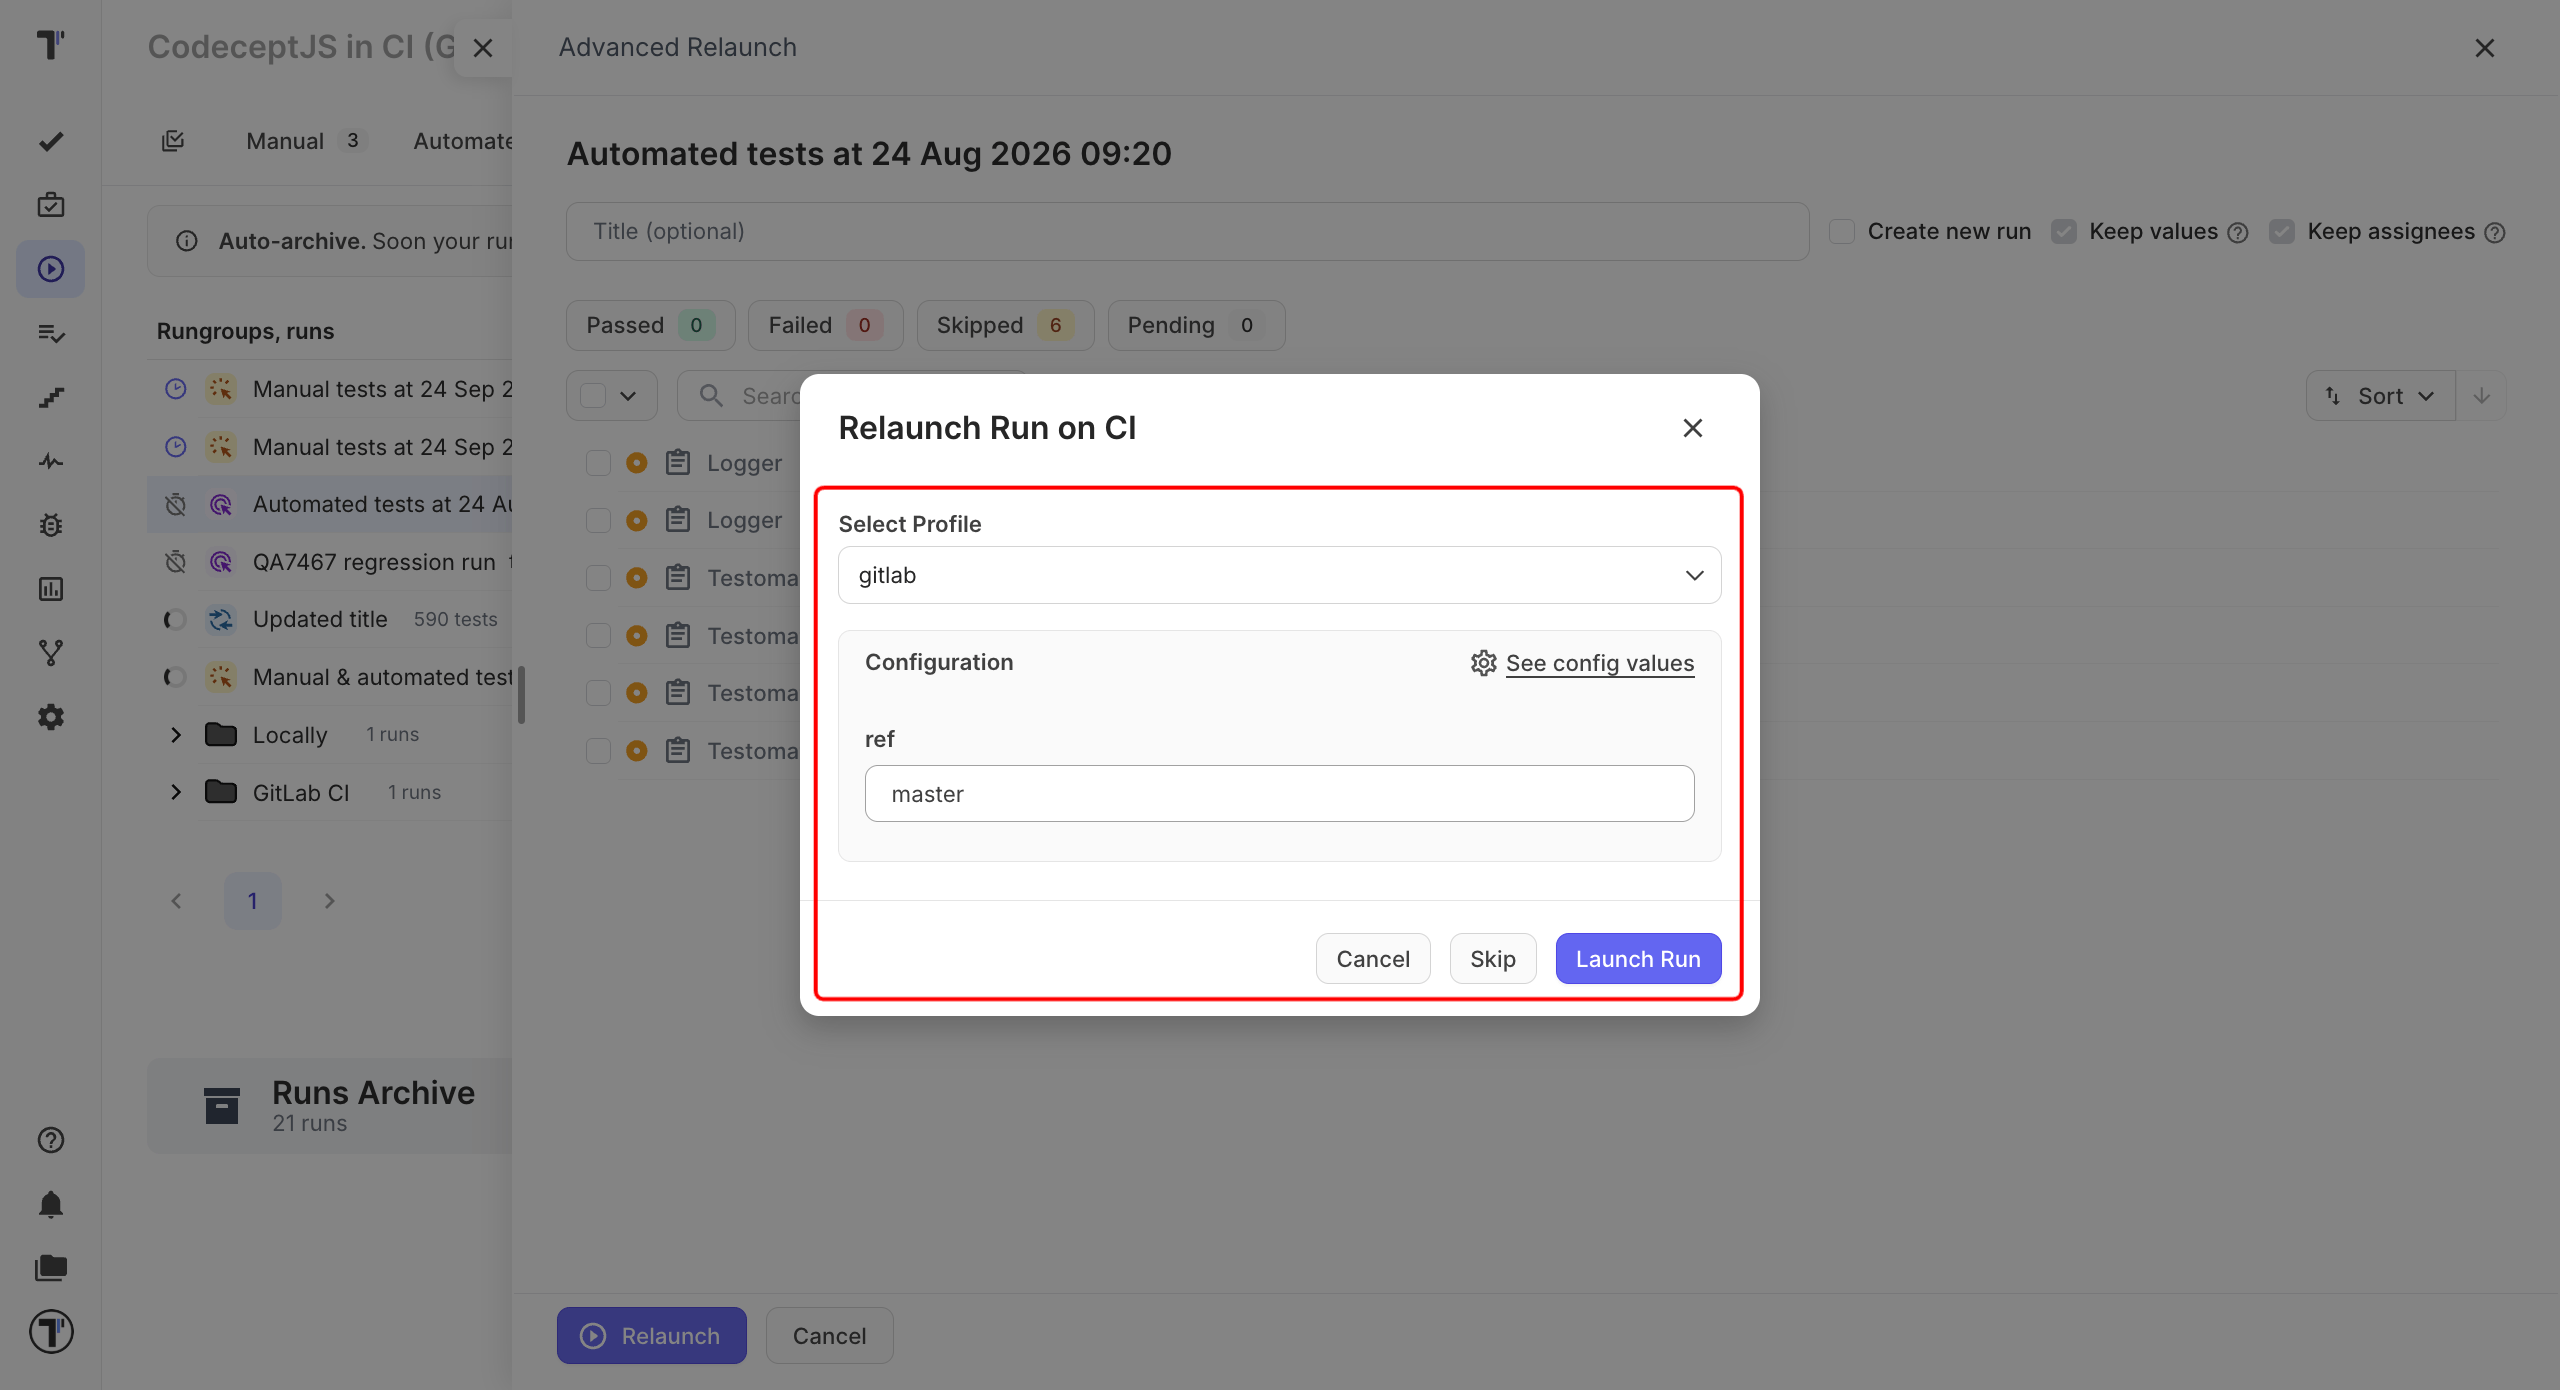 CodeceptJS in CI (G
Advanced Relaunch
Manual 3
Automate
Automated tests at 24 Aug 2026 09:20
Auto-archive. Soon your rur
Title (optional)
Create new run
Keep values
Keep assignees
Passed 0
Failed 0
Skipped 6
Pending 0
Rungroups, runs
Manual tests at 24 Sep 2
Manual tests at 24 Sep 2
Automated tests at 24 Au
QA7467 regression run
Updated title 590 tests
Manual & automated test
Locally 1 runs
GitLab CI 1 runs
1
Runs Archive
21 runs
Searc
Sort
Logger
Logger
Testoma
Testoma
Testoma
Testoma
Relaunch Run on CI
Select Profile
gitlab
Configuration
See config values
ref
master
Cancel
Skip
Launch Run
Relaunch
Cancel